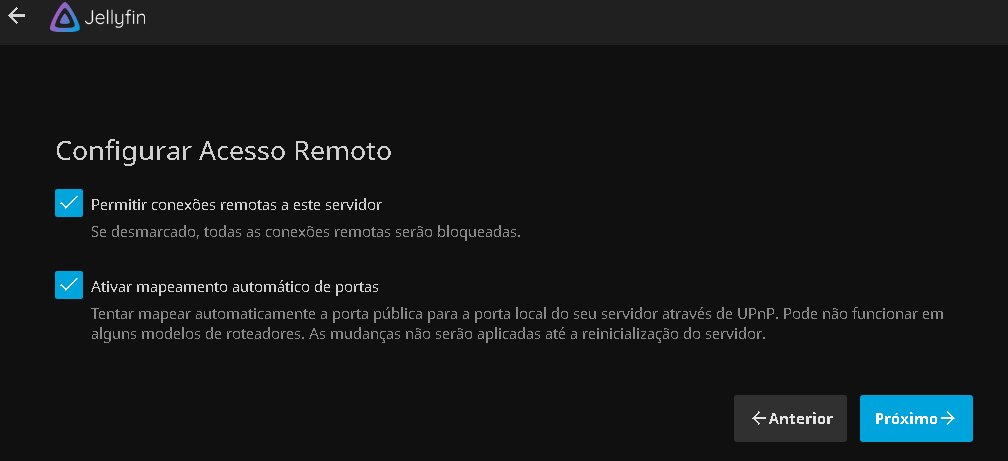 Jellyfin
Configurar Acesso Remoto
Permitir conexões remotas a este servidor
Se desmarcado, todas as conexões remotas serão bloqueadas.
Ativar mapeamento automático de portas
Tentar mapear automaticamente a porta pública para a porta local do seu servidor através de UPnP. Pode não funcionar em
alguns modelos de roteadores. As mudanças não serão aplicadas até a reinicialização do servidor.
Anterior
Próximo